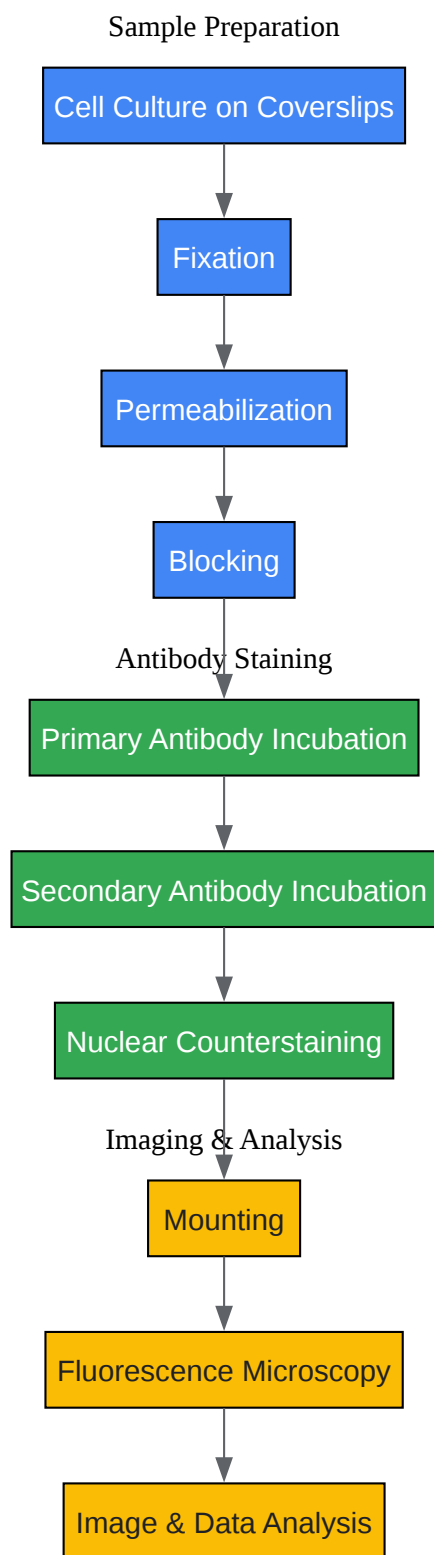 Sample Preparation
Cell Culture on Coverslips
Fixation
Permeabilization
Blocking
Antibody Staining
Primary Antibody Incubation
Secondary Antibody Incubation
Nuclear Counterstaining
Imaging & Analysis
Mounting
Fluorescence Microscopy
Image & Data Analysis